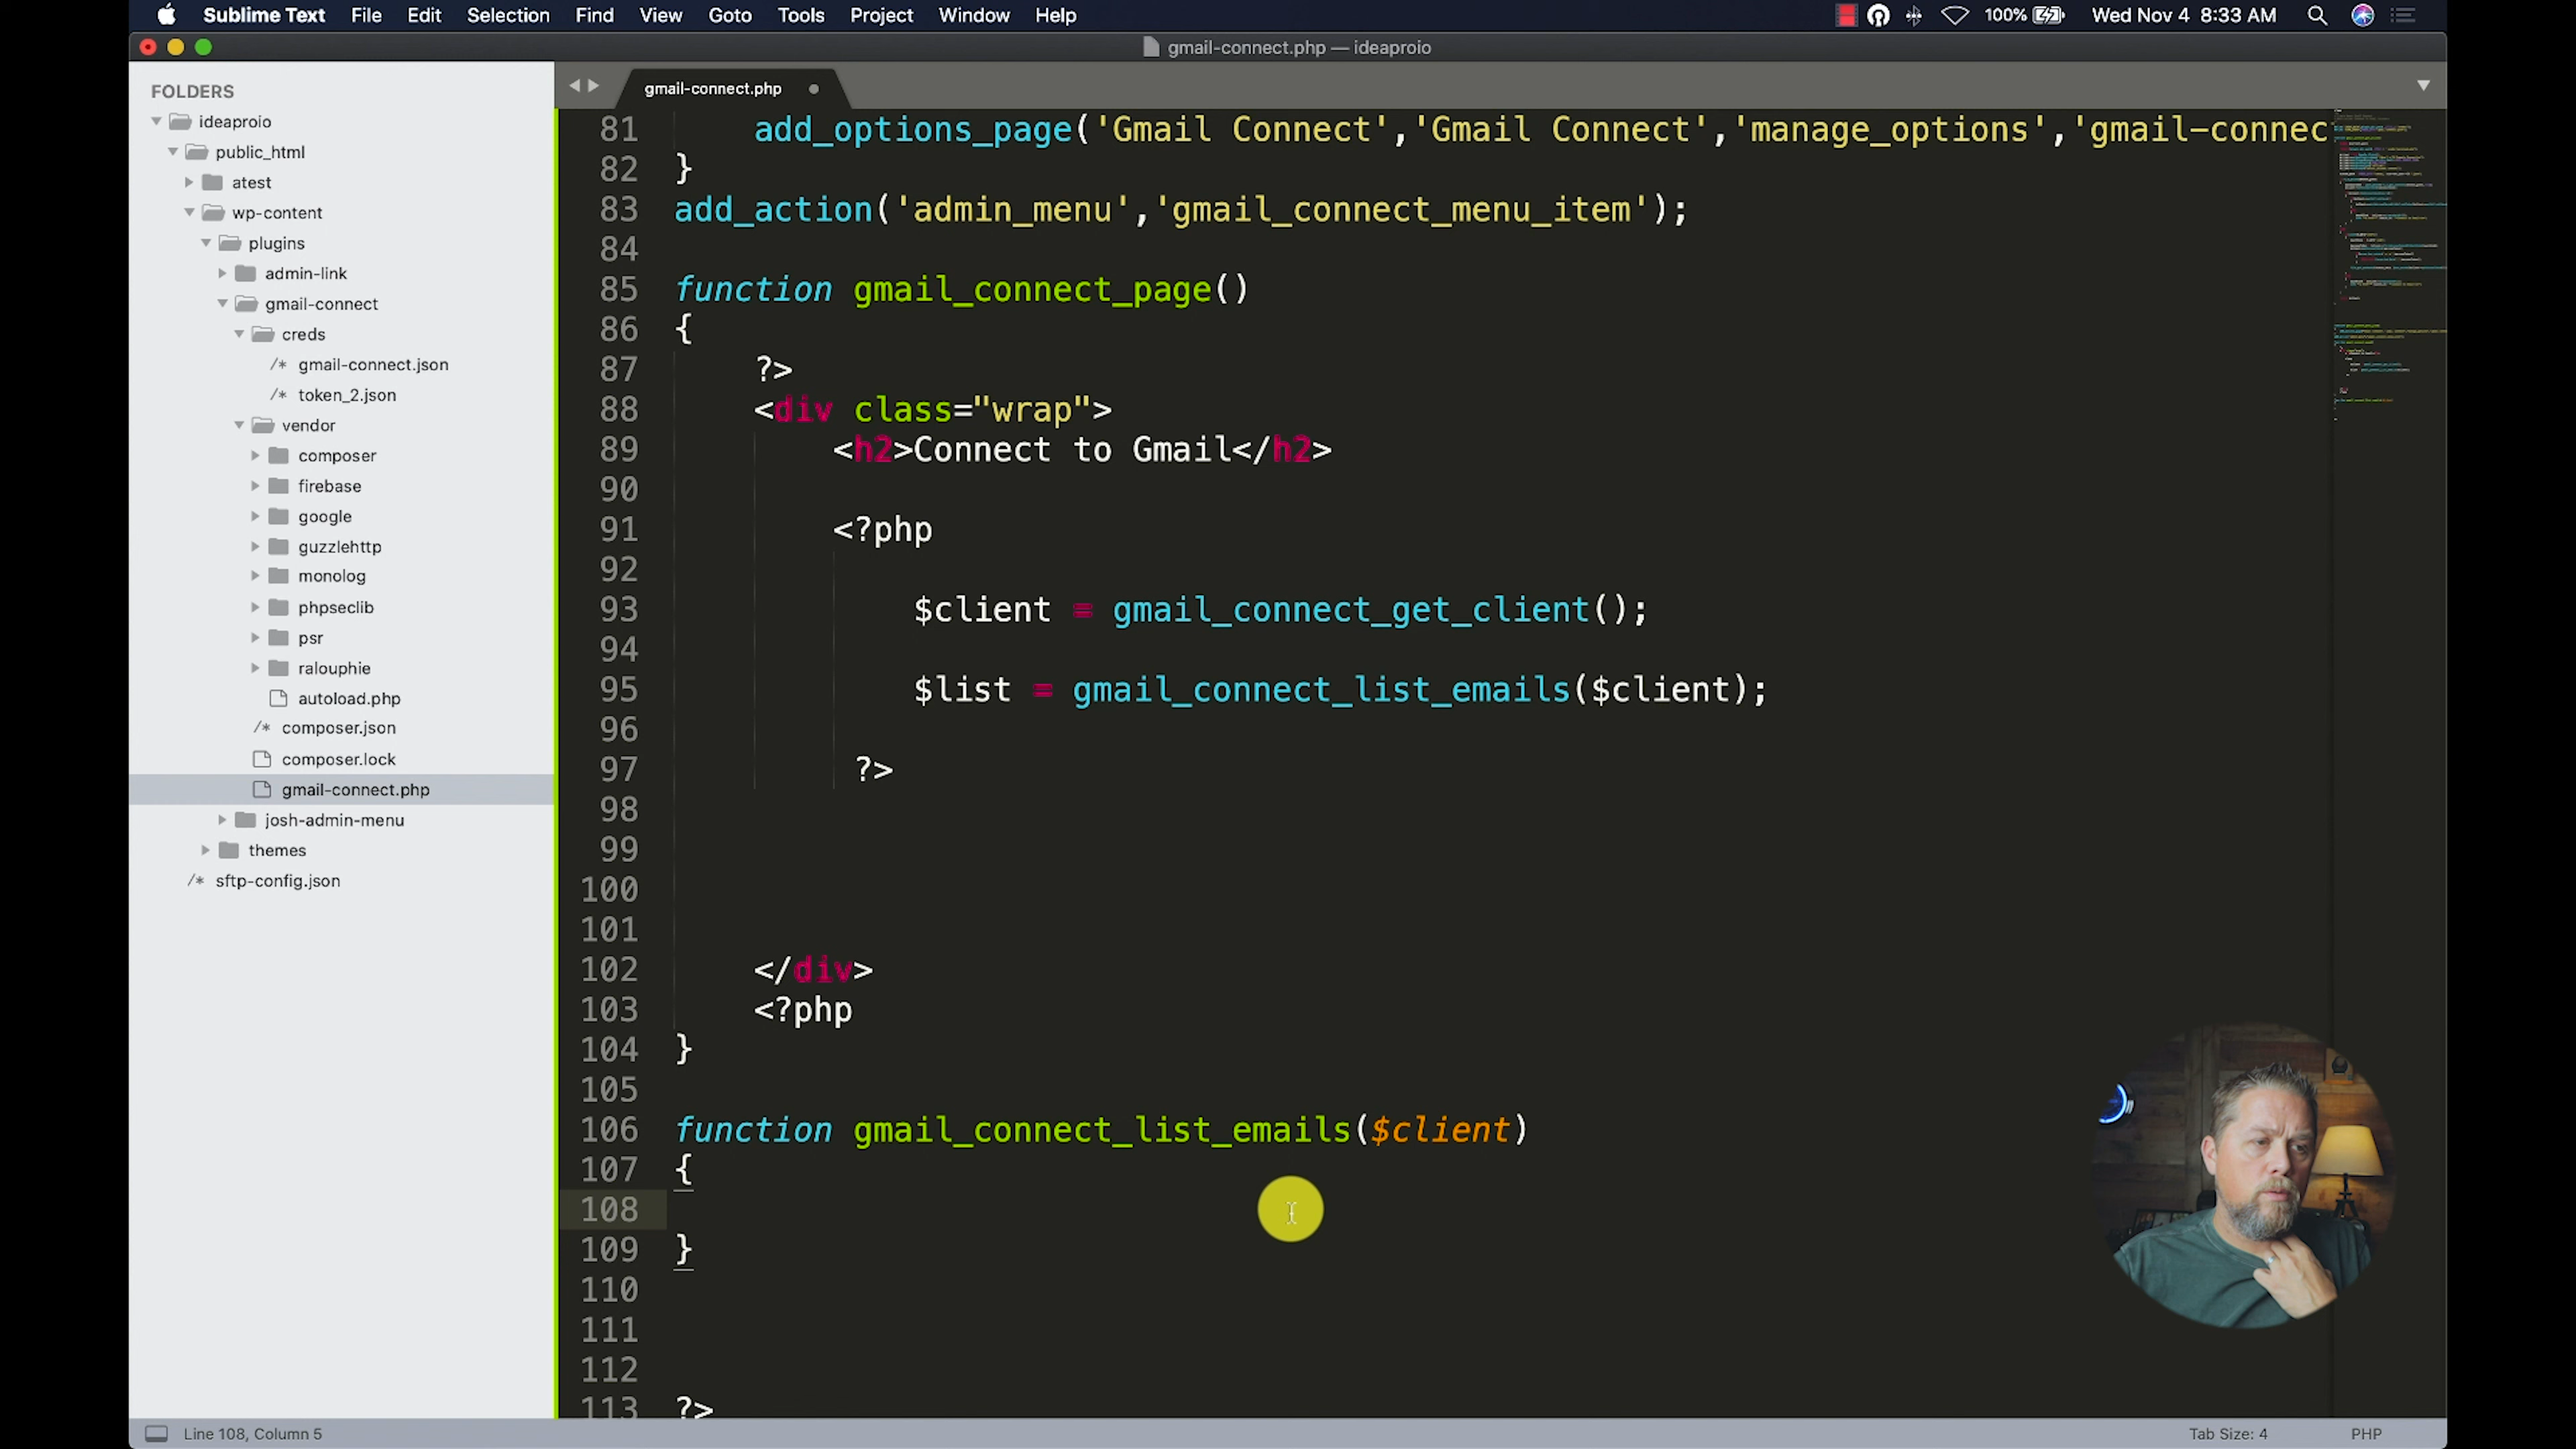 Sublime Text File Edit Selection Find View Goto Tools Project Window Help 100% Wed Nov 4 8:33 AM
gmail-connect.php — ideaproio
FOLDERS
ideaproio
public_html
atest
wp-content
plugins
admin-link
gmail-connect
creds
/* gmail-connect.json
/* token_2.json
vendor
composer
firebase
google
guzzlehttp
monolog
phpseclib
psr
ralouphie
autoload.php
/* composer.json
composer.lock
gmail-connect.php
josh-admin-menu
themes
/* sftp-config.json
gmail-connect.php
81 add_options_page('Gmail Connect','Gmail Connect','manage_options','gmail-connec
82 }
83 add_action('admin_menu','gmail_connect_menu_item');
84
85 function gmail_connect_page()
86 {
87 ?>
88 <div class="wrap">
89 <h2>Connect to Gmail</h2>
90
91 <?php
92
93 $client = gmail_connect_get_client();
94
95 $list = gmail_connect_list_emails($client);
96
97 ?>
98
99
100
101
102 </div>
103 <?php
104 }
105
106 function gmail_connect_list_emails($client)
107 {
108
109 }
110
111
112
113 ?>
Line 108, Column 5 Tab Size: 4 PHP